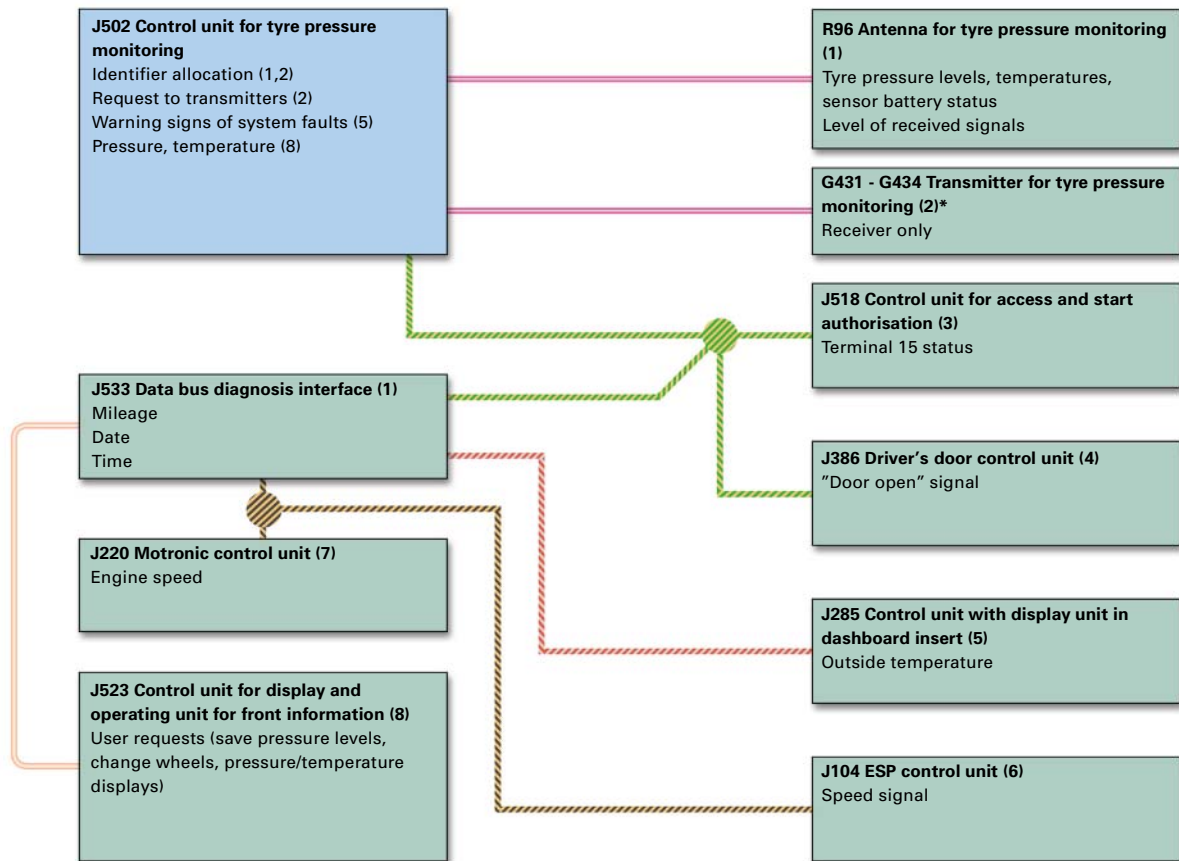 J502 Control unit for tyre pressure
monitoring
Identifier allocation (1,2)
Request to transmitters (2)
Warning signs of system faults (5)
Pressure, temperature (8)
R96 Antenna for tyre pressure monitoring
(1)
Tyre pressure levels, temperatures,
sensor battery status
Level of received signals
G431 - G434 Transmitter for tyre pressure
monitoring (2)*
Receiver only
J518 Control unit for access and start
authorisation (3)
Terminal 15 status
J533 Data bus diagnosis interface (1)
Mileage
Date
Time
J386 Driver’s door control unit (4)
”Door open” signal
J220 Motronic control unit (7)
Engine speed
J285 Control unit with display unit in
dashboard insert (5)
Outside temperature
J523 Control unit for display and
operating unit for front information (8)
User requests (save pressure levels,
change wheels, pressure/temperature
displays)
J104 ESP control unit (6)
Speed signal